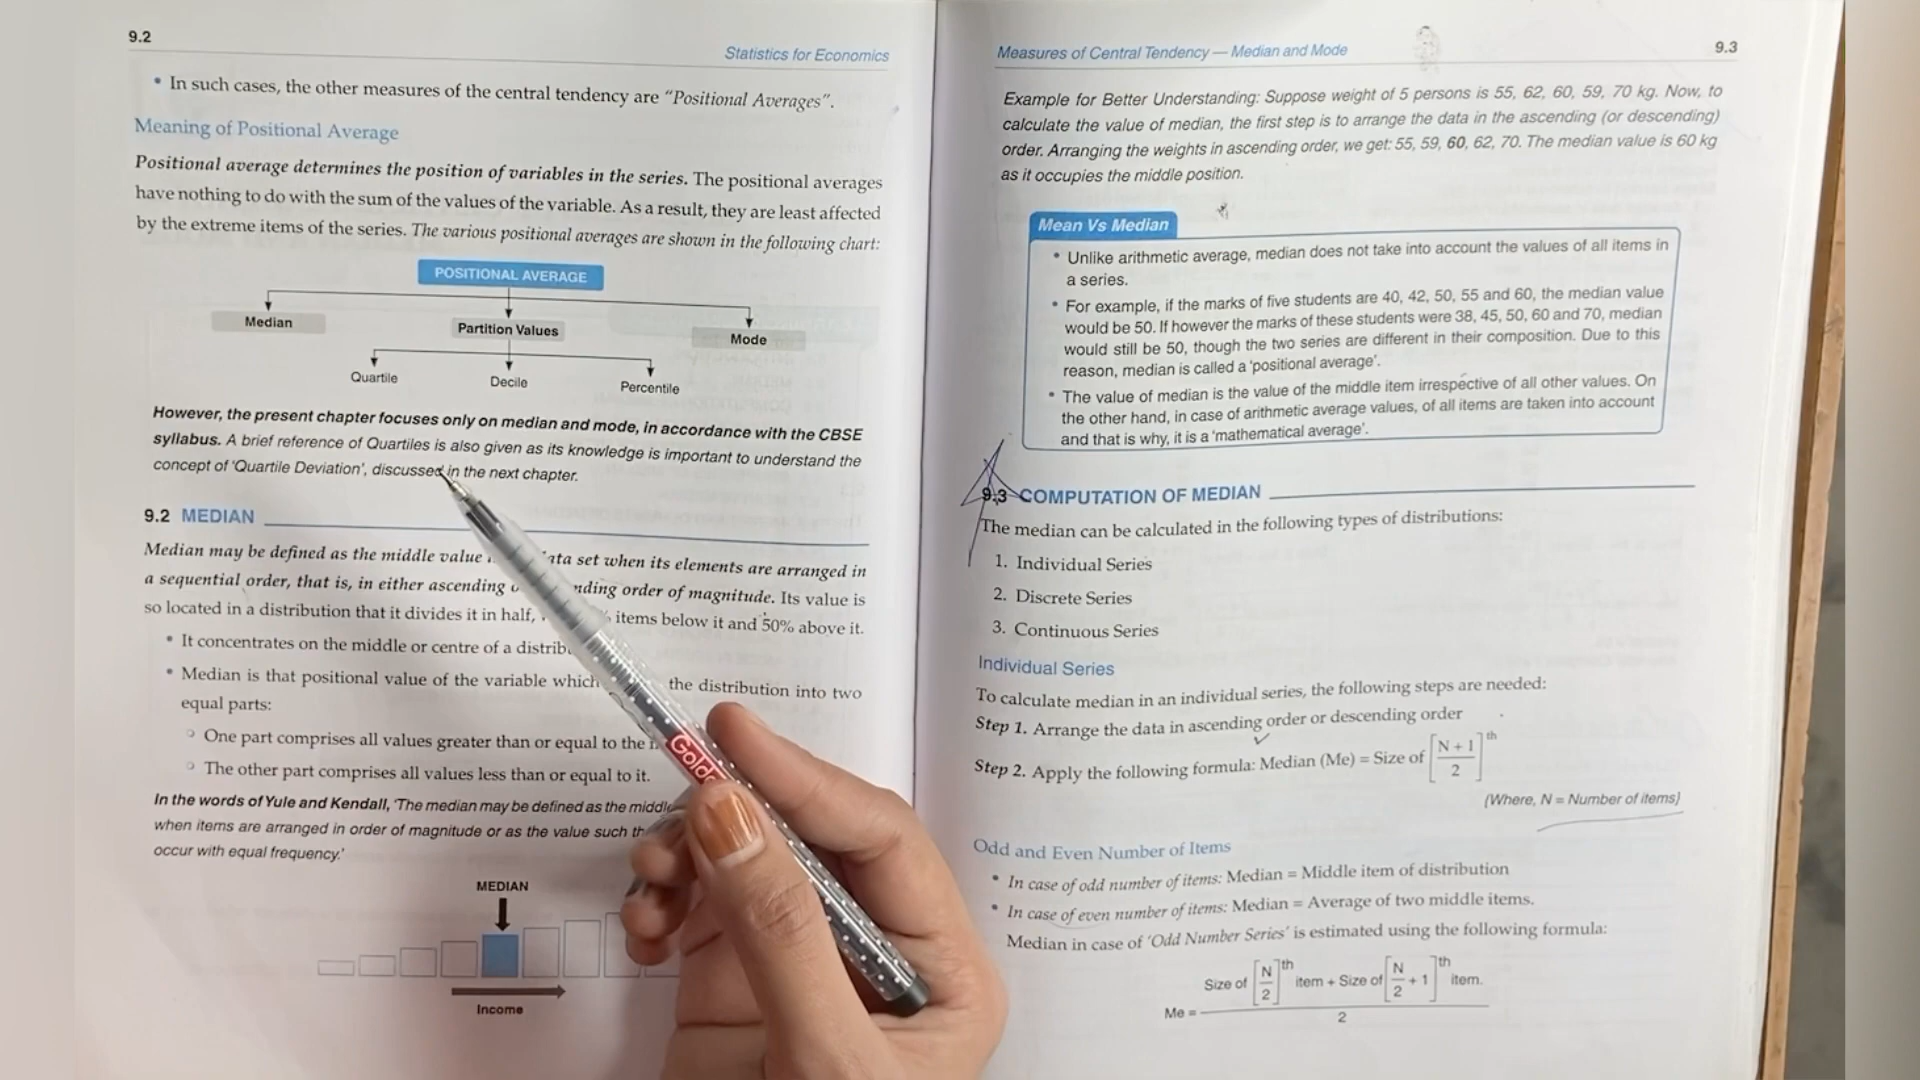 9.2
Statistics for Economics
• In such cases, the other measures of the central tendency are “Positional Averages”.
Meaning of Positional Average
Positional average determines the position of variables in the series. The positional averages
have nothing to do with the sum of the values of the variable. As a result, they are least affected
by the extreme items of the series. The various positional averages are shown in the following chart:
POSITIONAL AVERAGE
Median
Partition Values
Mode
Quartile
Decile
Percentile
However, the present chapter focuses only on median and mode, in accordance with the CBSE
syllabus. A brief reference of Quartiles is also given as its knowledge is important to understand the
concept of ‘Quartile Deviation’, discussed in the next chapter.
9.2 MEDIAN
Median may be defined as the middle value set when its elements are arranged in
a sequential order, that is, in either ascending order of magnitude. Its value is
so located in a distribution that it divides it in half, items below it and 50% above it.
• It concentrates on the middle or centre of a
• Median is that positional value of the variable which the distribution into two
equal parts:
○ One part comprises all values greater than or equal to the
○ The other part comprises all values less than or equal to it.
In the words of Yule and Kendall, ‘The median may be defined as the
when items are arranged in order of magnitude or as the value such
occur with equal frequency.’
MEDIAN
Income
Measures of Central Tendency — Median and Mode
9.3
Example for Better Understanding: Suppose weight of 5 persons is 55, 62, 60, 59, 70 kg. Now, to
calculate the value of median, the first step is to arrange the data in the ascending (or descending)
order. Arranging the weights in ascending order, we get: 55, 59, 60, 62, 70. The median value is 60 kg
as it occupies the middle position.
Mean Vs Median
• Unlike arithmetic average, median does not take into account the values of all items in
a series.
• For example, if the marks of five students are 40, 42, 50, 55 and 60, the median value
would be 50. If however the marks of these students were 38, 45, 50, 60 and 70, median
would still be 50, though the two series are different in their composition. Due to this
reason, median is called a ‘positional average’.
• The value of median is the value of the middle item irrespective of all other values. On
the other hand, in case of arithmetic average values, of all items are taken into account
and that is why, it is a ‘mathematical average’.
9.3 COMPUTATION OF MEDIAN
The median can be calculated in the following types of distributions:
1. Individual Series
2. Discrete Series
3. Continuous Series
Individual Series
To calculate median in an individual series, the following steps are needed:
Step 1. Arrange the data in ascending order or descending order
Step 2. Apply the following formula: Median (Me) = Size of [N + 1 / 2]th
(Where, N = Number of items)
Odd and Even Number of Items
• In case of odd number of items: Median = Middle item of distribution
• In case of even number of items: Median = Average of two middle items.
Median in case of ‘Odd Number Series’ is estimated using the following formula:
Size of [N / 2]th item + Size of [N / 2 + 1]th item.
Me =
2